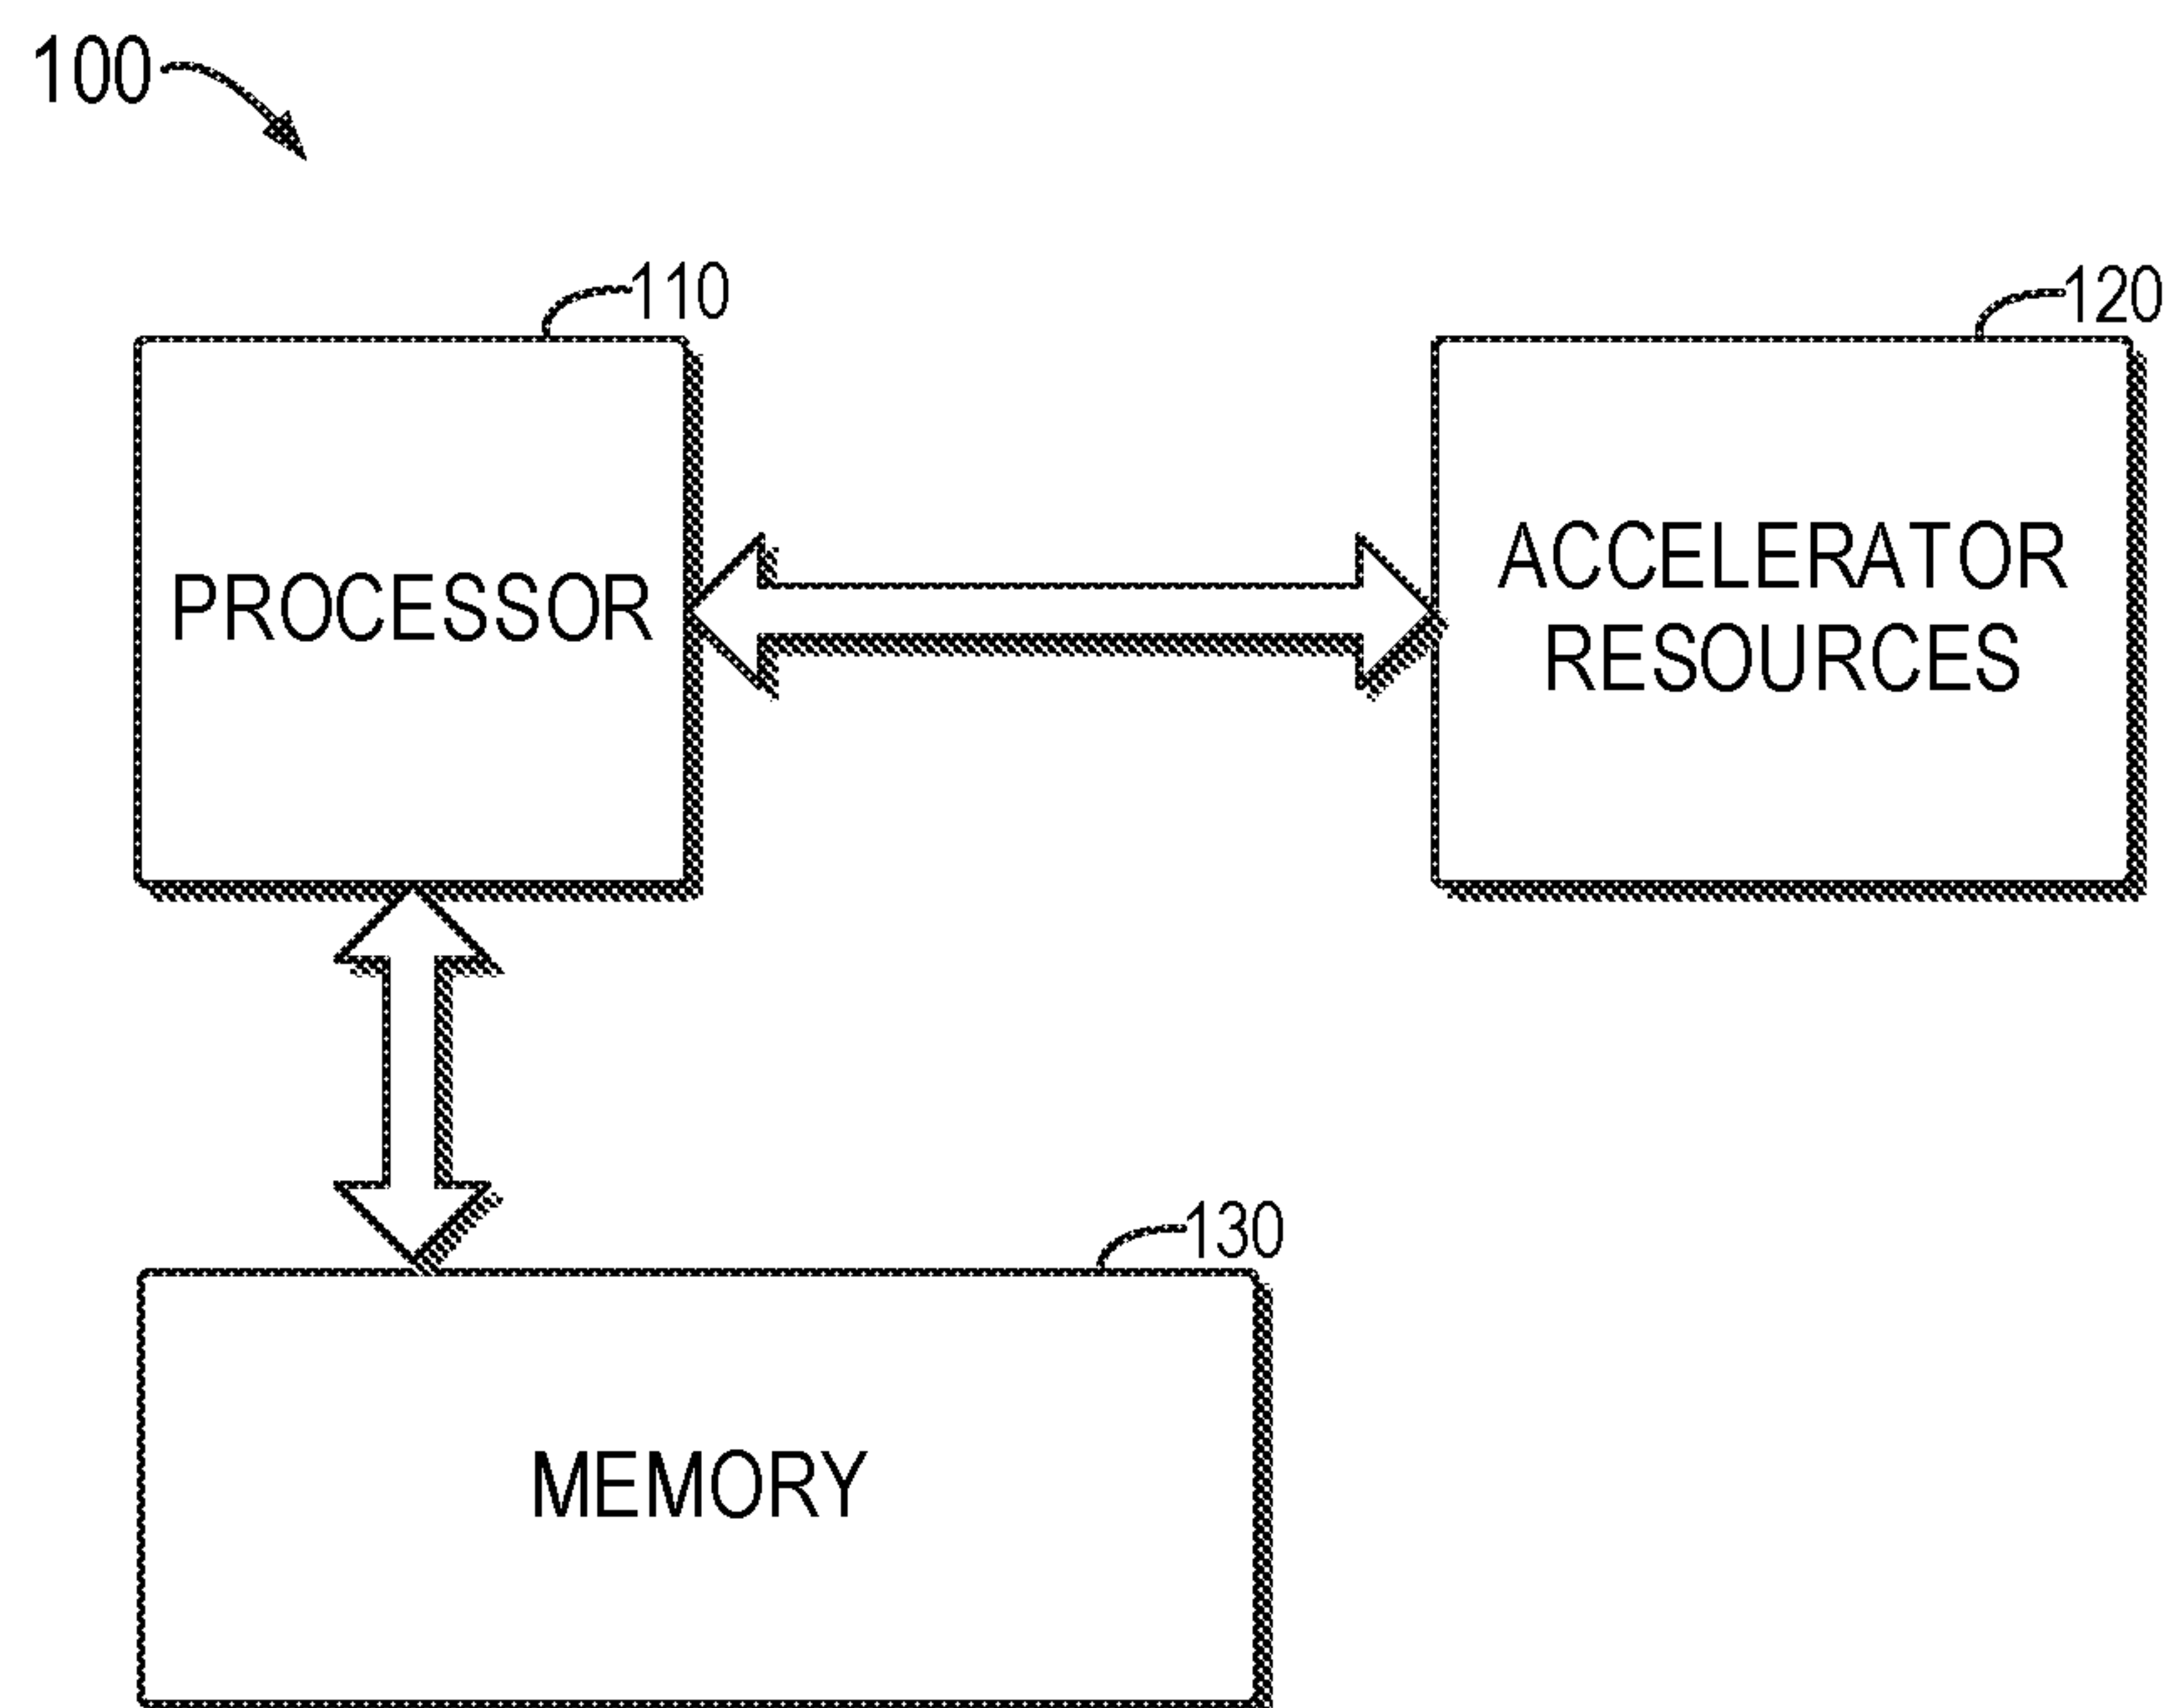 100
110
120
PROCESSOR
ACCELERATOR
RESOURCES
130
MEMORY